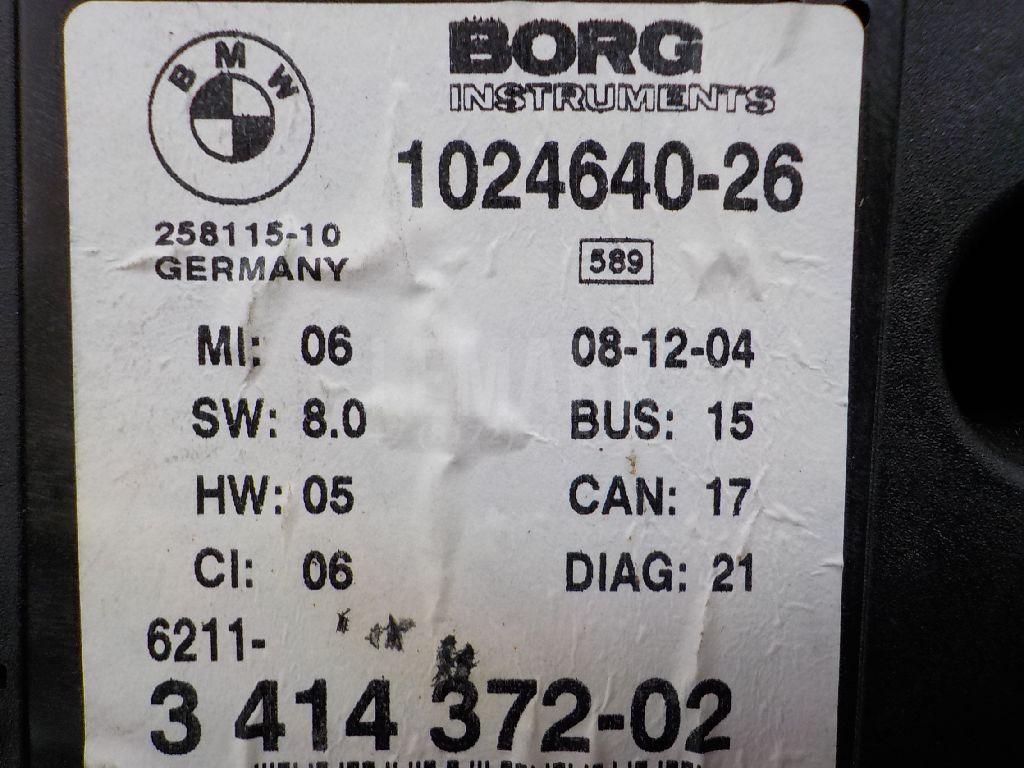 BMW
BORG
INSTRUMENTS
1024640-26
258115-10
GERMANY
589
MI: 06 08-12-04
SW: 8.0 BUS: 15
HW: 05 CAN: 17
CI: 06 DIAG: 21
6211-
3 414 372-02